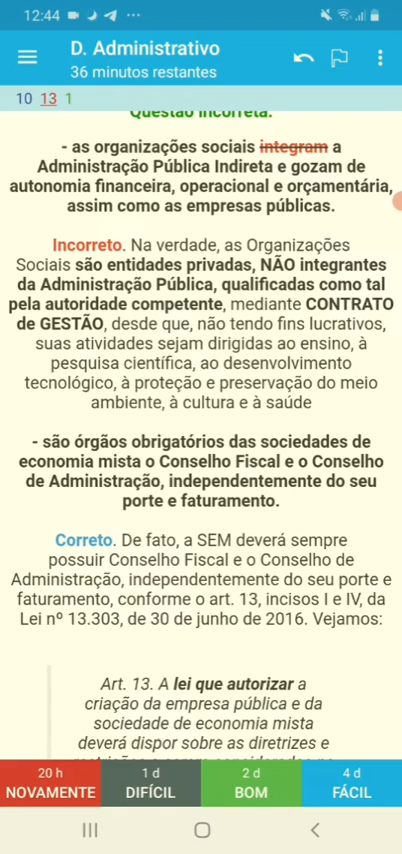 12:44
D. Administrativo
36 minutos restantes
10 13 1
Questão incorreta.
- as organizações sociais integram a
Administração Pública Indireta e gozam de
autonomia financeira, operacional e orçamentária,
assim como as empresas públicas.
Incorreto. Na verdade, as Organizações
Sociais são entidades privadas, NÃO integrantes
da Administração Pública, qualificadas como tal
pela autoridade competente, mediante CONTRATO
de GESTÃO, desde que, não tendo fins lucrativos,
suas atividades sejam dirigidas ao ensino, à
pesquisa científica, ao desenvolvimento
tecnológico, à proteção e preservação do meio
ambiente, à cultura e à saúde
- são órgãos obrigatórios das sociedades de
economia mista o Conselho Fiscal e o Conselho
de Administração, independentemente do seu
porte e faturamento.
Correto. De fato, a SEM deverá sempre
possuir Conselho Fiscal e o Conselho de
Administração, independentemente do seu porte e
faturamento, conforme o art. 13, incisos I e IV, da
Lei nº 13.303, de 30 de junho de 2016. Vejamos:
Art. 13. A lei que autorizar a
criação da empresa pública e da
sociedade de economia mista
deverá dispor sobre as diretrizes e
20 h 1 d 2 d 4 d
NOVAMENTE DIFÍCIL BOM FÁCIL